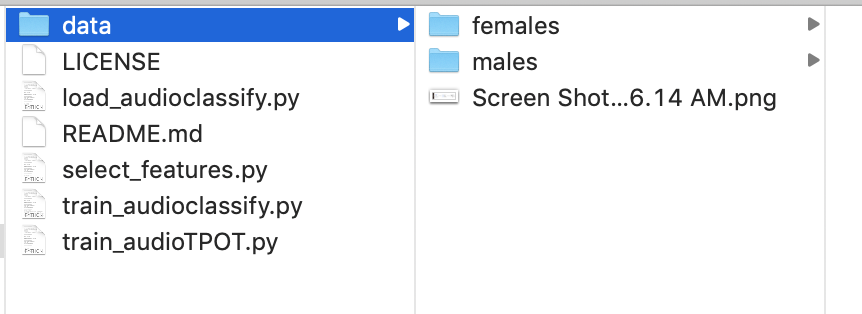 data
LICENSE
load_audioclassify.py
README.md
select_features.py
train_audioclassify.py
train_audioTPOT.py
females
males
Screen Shot...6.14 AM.png